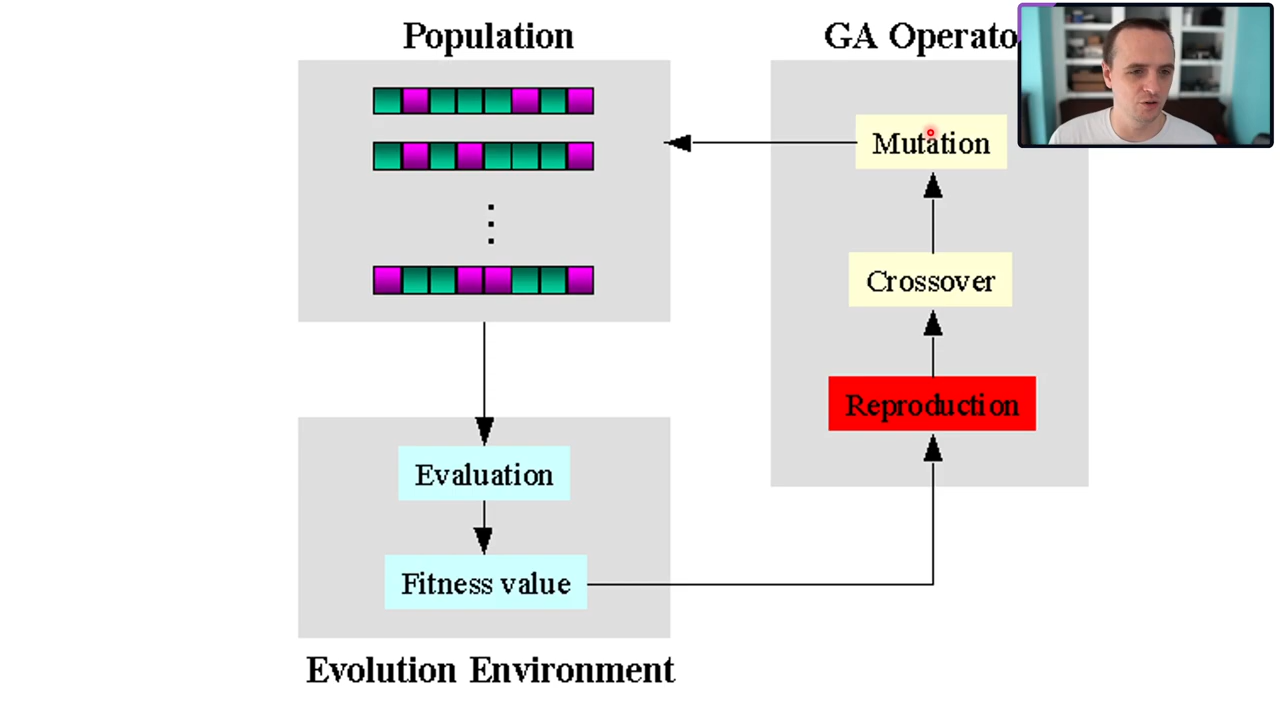 Population
GA Operato
Mutation
Crossover
Reproduction
Evaluation
Fitness value
Evolution Environment